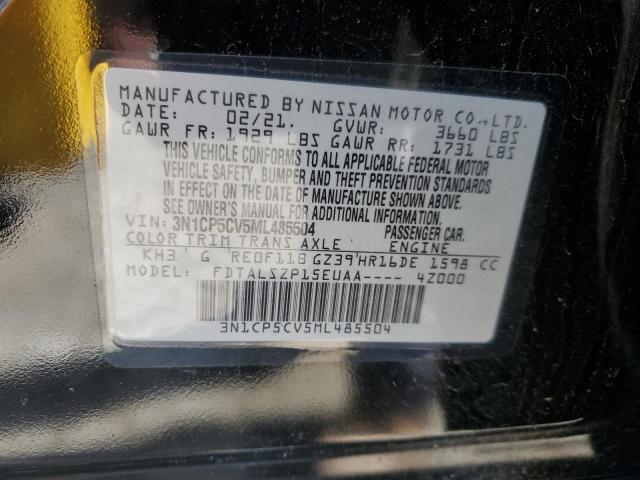 MANUFACTURED BY NISSAN MOTOR CO.,LTD.
DATE: 02/21. GVWR: 3660 LBS
GAWR FR: 1929 LBS GAWR RR: 1731 LBS
THIS VEHICLE CONFORMS TO ALL APPLICABLE FEDERAL MOTOR
VEHICLE SAFETY, BUMPER AND THEFT PREVENTION STANDARDS
IN EFFECT ON THE DATE OF MANUFACTURE SHOWN ABOVE.
SEE OWNER'S MANUAL FOR ADDITIONAL INFORMATION.
VIN: 3N1CP5CV5ML485504 PASSENGER CAR.
COLOR TRIM TRANS AXLE ENGINE
KH3 G RE0F11B GZ39 HR16DE 1598 CC
MODEL: FDTALSZP15EUAA---- 4Z000
3N1CP5CV5ML485504